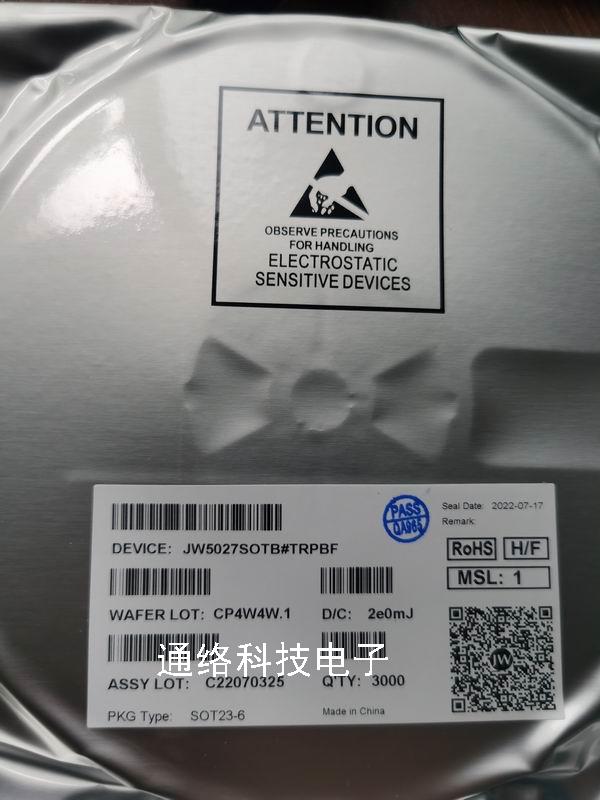 ATTENTION
OBSERVE PRECAUTIONS
FOR HANDLING
ELECTROSTATIC
SENSITIVE DEVICES
PASS
QA965
Seal Date: 2022-07-17
Remark:
DEVICE: JW5027SOTB#TRPBF
RoHS H/F
MSL: 1
WAFER LOT: CP4W4W.1 D/C: 2e0mJ
JW
通络科技电子
ASSY LOT: C22070325 Q'TY: 3000
PKG Type: SOT23-6 Made in China